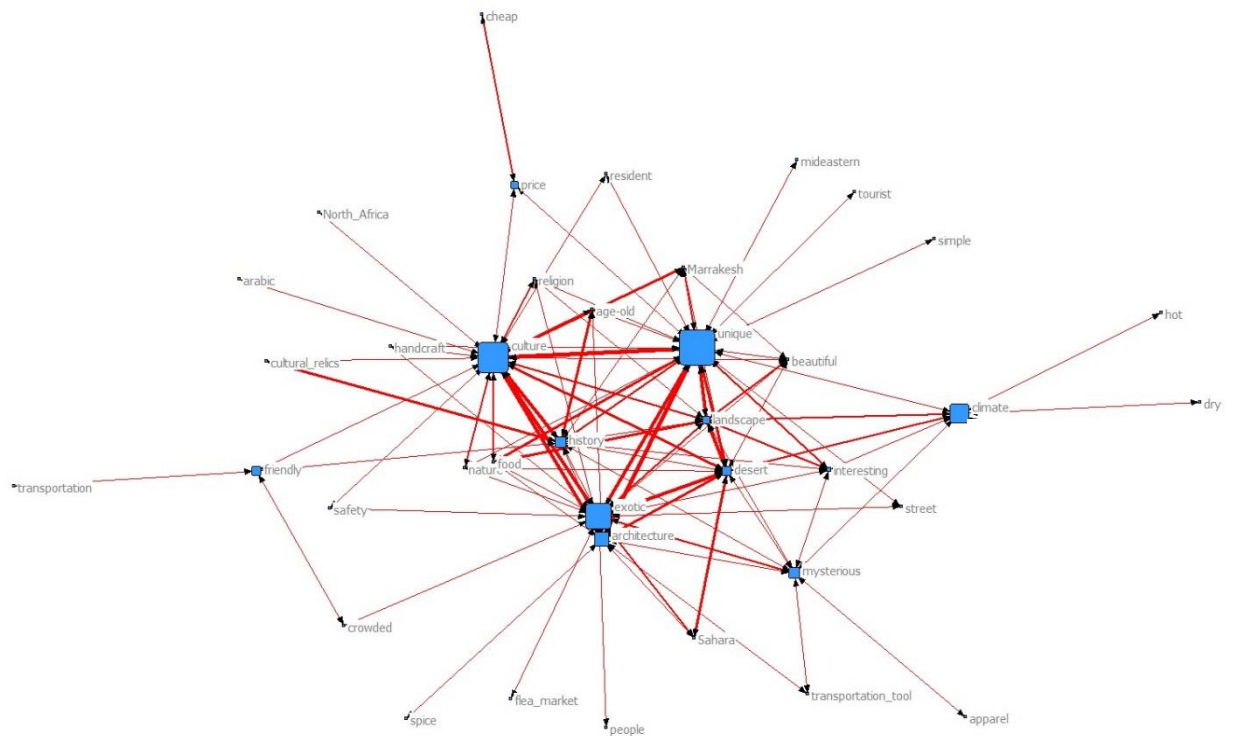 cheap
mideastern
resident
price
tourist
North_Africa
simple
Marrakesh
arabic
religion
age-old
hot
unique
culture
handcraft
beautiful
cultural_relics
dry
climate
landscape
history
food
nature
friendly
desert
interesting
transportation
exotic
street
safety
architecture
mysterious
crowded
Sahara
transportation_tool
flea_market
spice
people
apparel